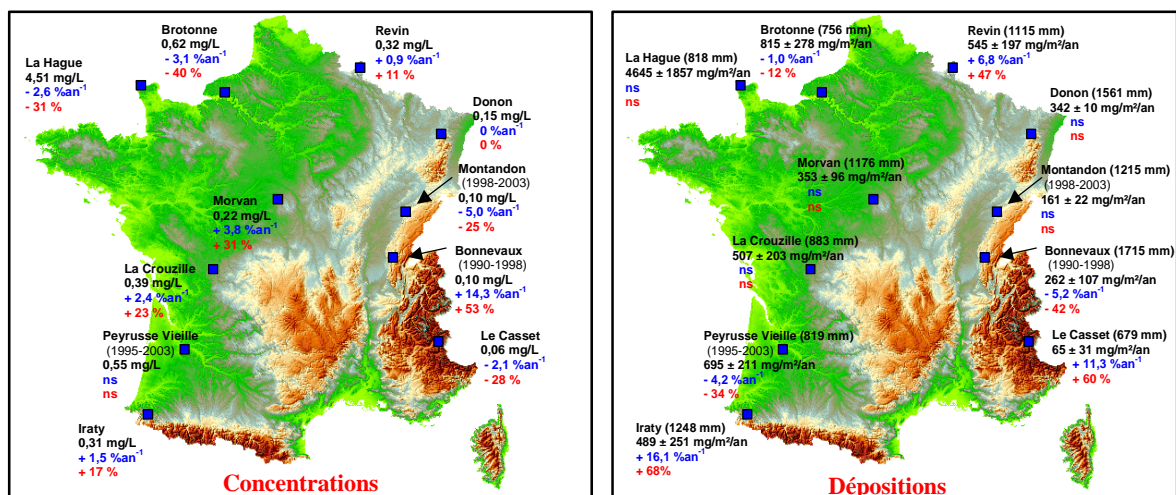 Brotonne
0,62 mg/L
- 3,1 %an⁻¹
- 40 %
Revin
0,32 mg/L
+ 0,9 %an⁻¹
+ 11 %
La Hague
4,51 mg/L
- 2,6 %an⁻¹
- 31 %
Donon
0,15 mg/L
0 %an⁻¹
0 %
Montandon
(1998-2003)
0,10 mg/L
- 5,0 %an⁻¹
- 25 %
Morvan
0,22 mg/L
+ 3,8 %an⁻¹
+ 31 %
Bonnevaux
(1990-1998)
0,10 mg/L
+ 14,3 %an⁻¹
+ 53 %
La Crouzille
0,39 mg/L
+ 2,4 %an⁻¹
+ 23 %
Le Casset
0,06 mg/L
- 2,1 %an⁻¹
- 28 %
Peyrusse Vieille
(1995-2003)
0,55 mg/L
ns
ns
Iraty
0,31 mg/L
+ 1,5 %an⁻¹
+ 17 %
Concentrations
Brotonne (756 mm)
815 ± 278 mg/m²/an
- 1,0 %an⁻¹
- 12 %
Revin (1115 mm)
545 ± 197 mg/m²/an
+ 6,8 %an⁻¹
+ 47 %
La Hague (818 mm)
4645 ± 1857 mg/m²/an
ns
ns
Donon (1561 mm)
342 ± 10 mg/m²/an
ns
ns
Morvan (1176 mm)
353 ± 96 mg/m²/an
ns
ns
Montandon (1215 mm)
(1998-2003)
161 ± 22 mg/m²/an
ns
ns
La Crouzille (883 mm)
507 ± 203 mg/m²/an
ns
ns
Bonnevaux (1715 mm)
(1990-1998)
262 ± 107 mg/m²/an
- 5,2 %an⁻¹
- 42 %
Le Casset (679 mm)
65 ± 31 mg/m²/an
+ 11,3 %an⁻¹
+ 60 %
Peyrusse Vieille (819 mm)
(1995-2003)
695 ± 211 mg/m²/an
- 4,2 %an⁻¹
- 34 %
Iraty (1248 mm)
489 ± 251 mg/m²/an
+ 16,1 %an⁻¹
+ 68%
Dépositions